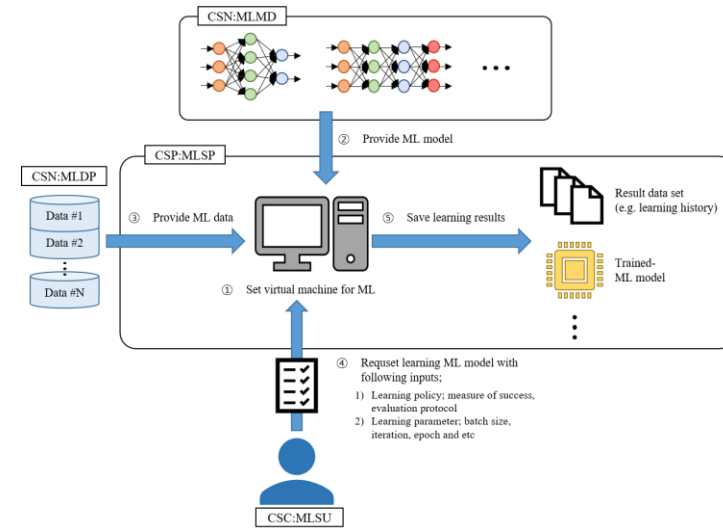 CSN:MLMD
② Provide ML model
CSP:MLSP
CSN:MLDP
Data #1
Data #2
Data #N
③ Provide ML data
⑤ Save learning results
Result data set
(e.g. learning history)
Trained-
ML model
① Set virtual machine for ML
④ Requset learning ML model with
following inputs;
1) Learning policy; measure of success,
evaluation protocol
2) Learning parameter; batch size,
iteration, epoch and etc
CSC:MLSU